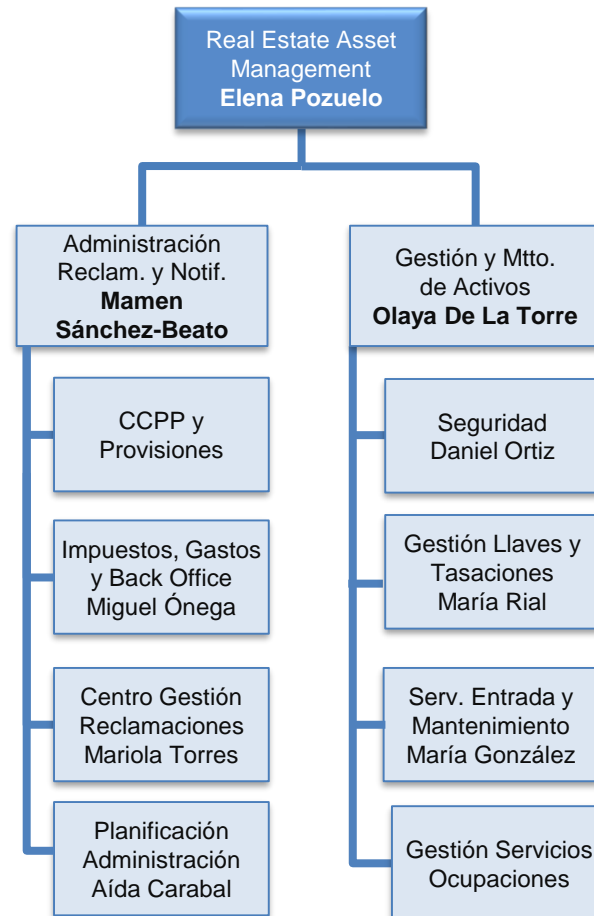 Real Estate Asset
Management
Elena Pozuelo
Administración
Reclam. y Notif.
Mamen
Sánchez-Beato
CCPP y
Provisiones
Impuestos, Gastos
y Back Office
Miguel Ónega
Centro Gestión
Reclamaciones
Mariola Torres
Planificación
Administración
Aída Carabal
Gestión y Mtto.
de Activos
Olaya De La Torre
Seguridad
Daniel Ortiz
Gestión Llaves y
Tasaciones
María Rial
Serv. Entrada y
Mantenimiento
María González
Gestión Servicios
Ocupaciones